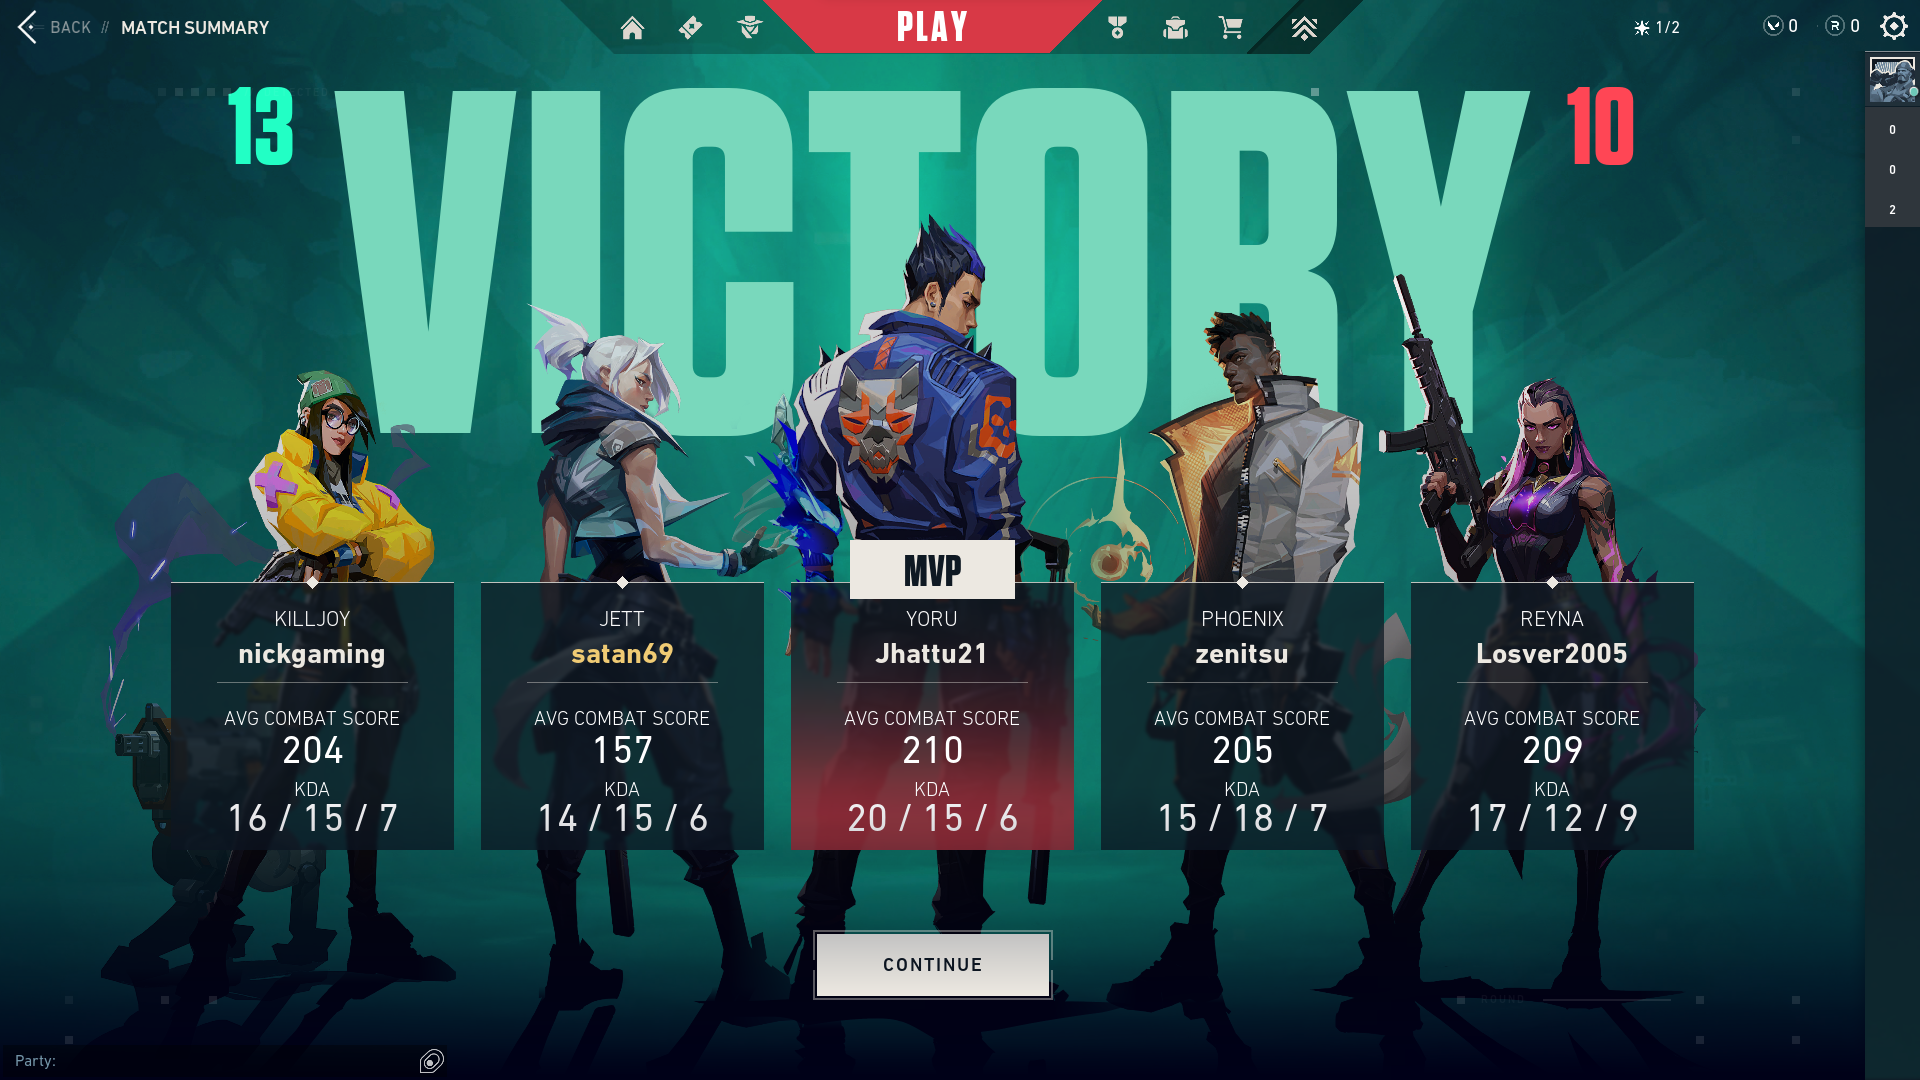 BACK // MATCH SUMMARY
PLAY
1/2
0
0
13
VICTORY
10
0
0
2
MVP
KILLJOY
nickgaming
AVG COMBAT SCORE
204
KDA
16 / 15 / 7
JETT
satan69
AVG COMBAT SCORE
157
KDA
14 / 15 / 6
YORU
Jhattu21
AVG COMBAT SCORE
210
KDA
20 / 15 / 6
PHOENIX
zenitsu
AVG COMBAT SCORE
205
KDA
15 / 18 / 7
REYNA
Losver2005
AVG COMBAT SCORE
209
KDA
17 / 12 / 9
CONTINUE
ROUND
Party: